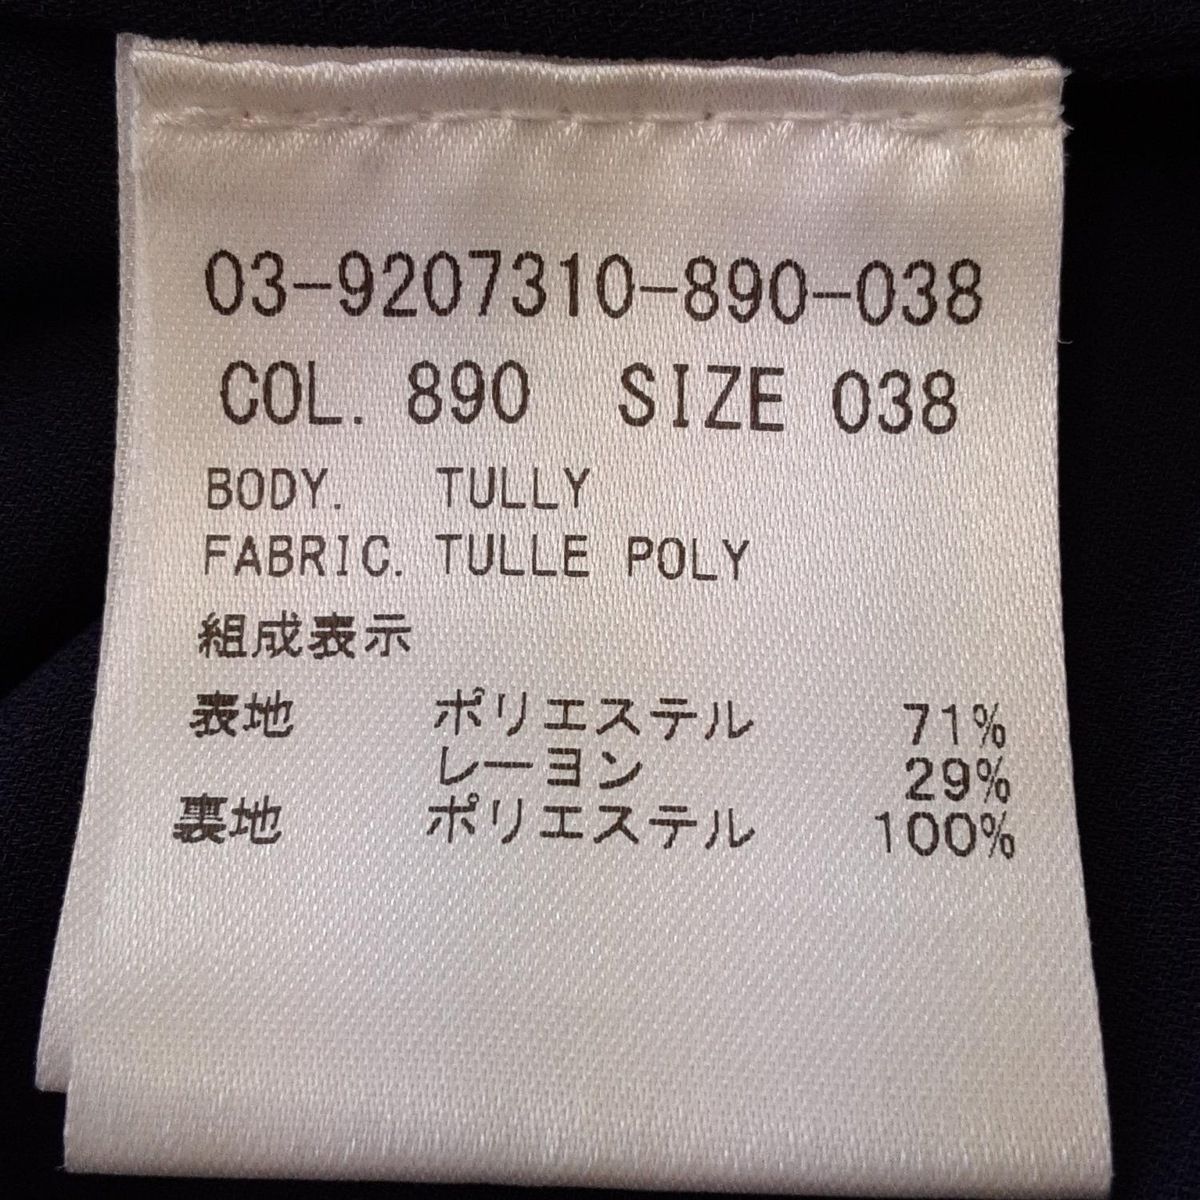 03-9207310-890-038
COL. 890 SIZE 038
BODY. TULLY
FABRIC. TULLE POLY
組成表示
表地 ポリエステル 71%
レーヨン 29%
裏地 ポリエステル 100%